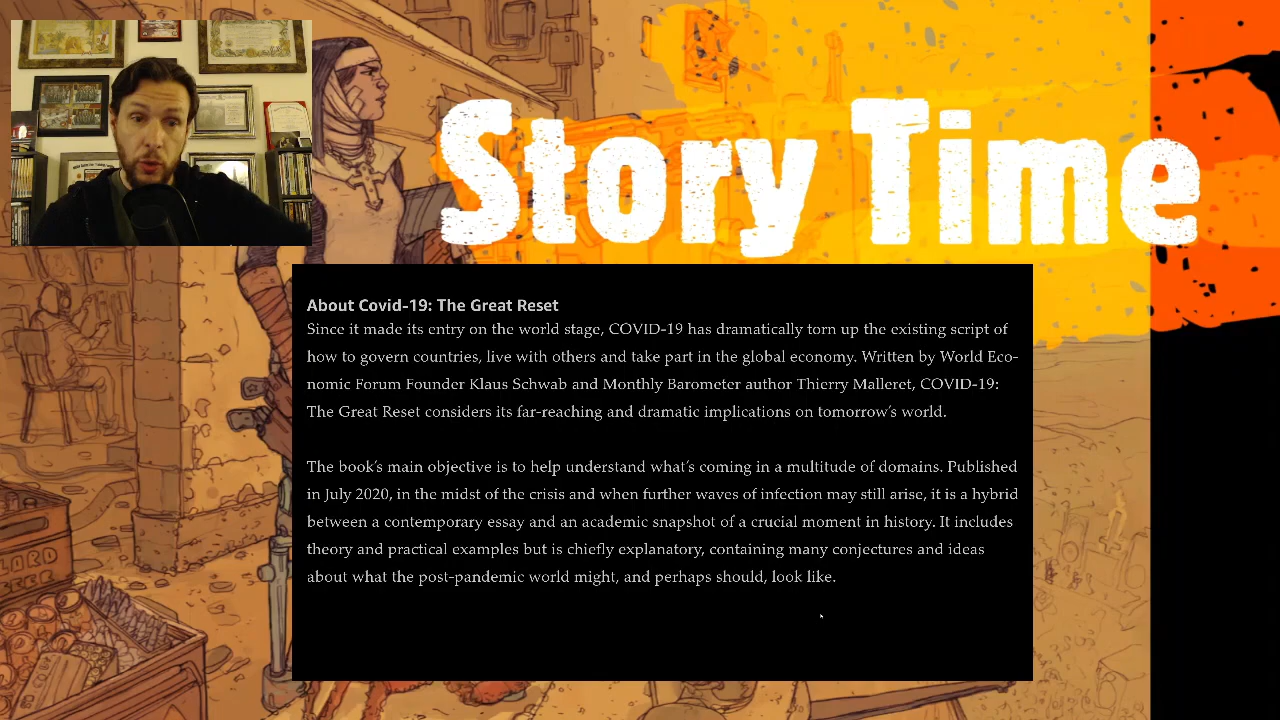 Story Time
About Covid-19: The Great Reset
Since it made its entry on the world stage, COVID-19 has dramatically torn up the existing script of
how to govern countries, live with others and take part in the global economy. Written by World Eco-
nomic Forum Founder Klaus Schwab and Monthly Barometer author Thierry Malleret, COVID-19:
The Great Reset considers its far-reaching and dramatic implications on tomorrow's world.
The book's main objective is to help understand what's coming in a multitude of domains. Published
in July 2020, in the midst of the crisis and when further waves of infection may still arise, it is a hybrid
between a contemporary essay and an academic snapshot of a crucial moment in history. It includes
theory and practical examples but is chiefly explanatory, containing many conjectures and ideas
about what the post-pandemic world might, and perhaps should, look like.